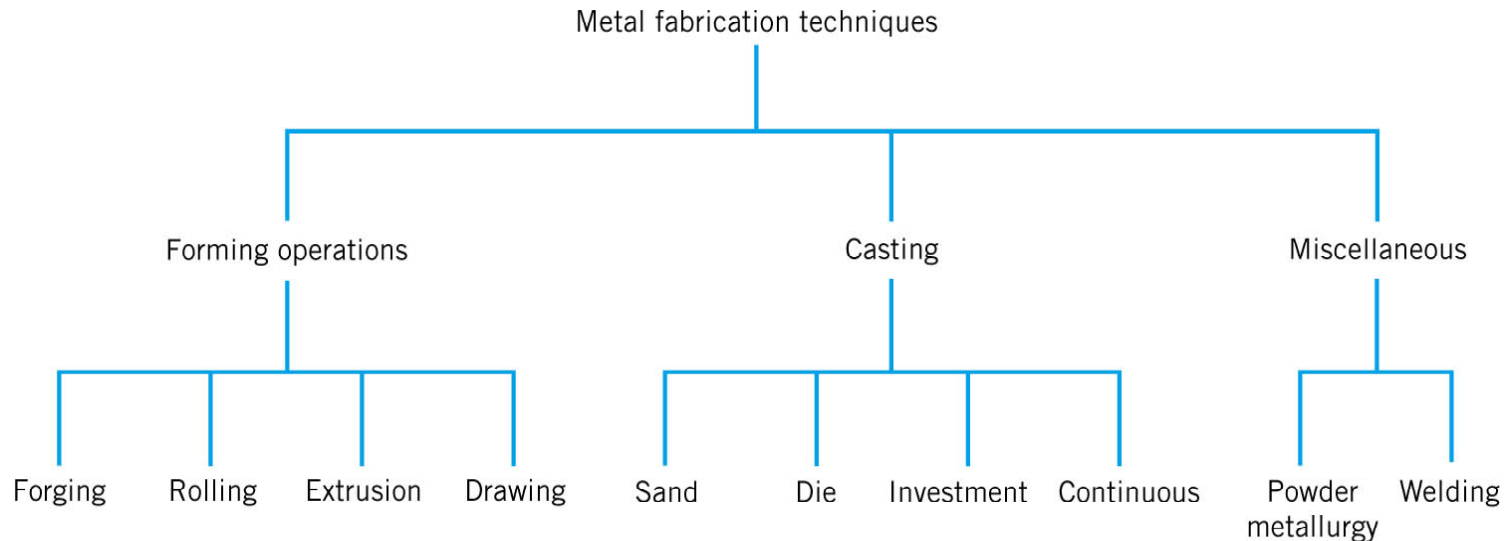 Metal fabrication techniques
Forming operations
Casting
Miscellaneous
Forging
Rolling
Extrusion
Drawing
Sand
Die
Investment
Continuous
Powder
metallurgy
Welding